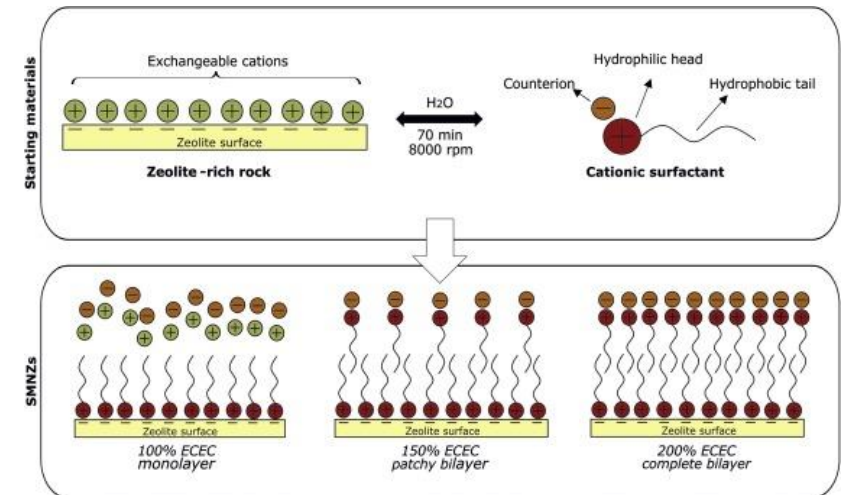 Starting materials
Exchangeable cations
Zeolite surface
Zeolite -rich rock
H2O
70 min
8000 rpm
Counterion
Hydrophilic head
Hydrophobic tail
Cationic surfactant
SMNZs
Zeolite surface
100% ECEC
monolayer
Zeolite surface
150% ECEC
patchy bilayer
Zeolite surface
200% ECEC
complete bilayer